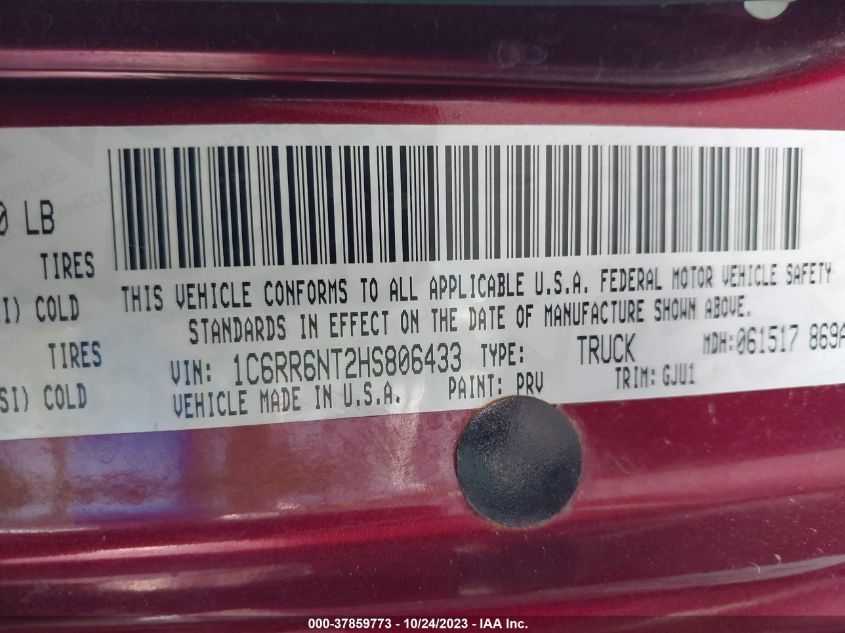 0 LB
TIRES
I) COLD
TIRES
SI) COLD
THIS VEHICLE CONFORMS TO ALL APPLICABLE U.S.A. FEDERAL MOTOR VEHICLE SAFETY
STANDARDS IN EFFECT ON THE DATE OF MANUFACTURE SHOWN ABOVE.
VIN: 1C6RR6NT2HS806433 TYPE: TRUCK MDH:061517 869A
VEHICLE MADE IN U.S.A. PAINT: PRV TRIM: GJU1
000-37859773 - 10/24/2023 - IAA Inc.